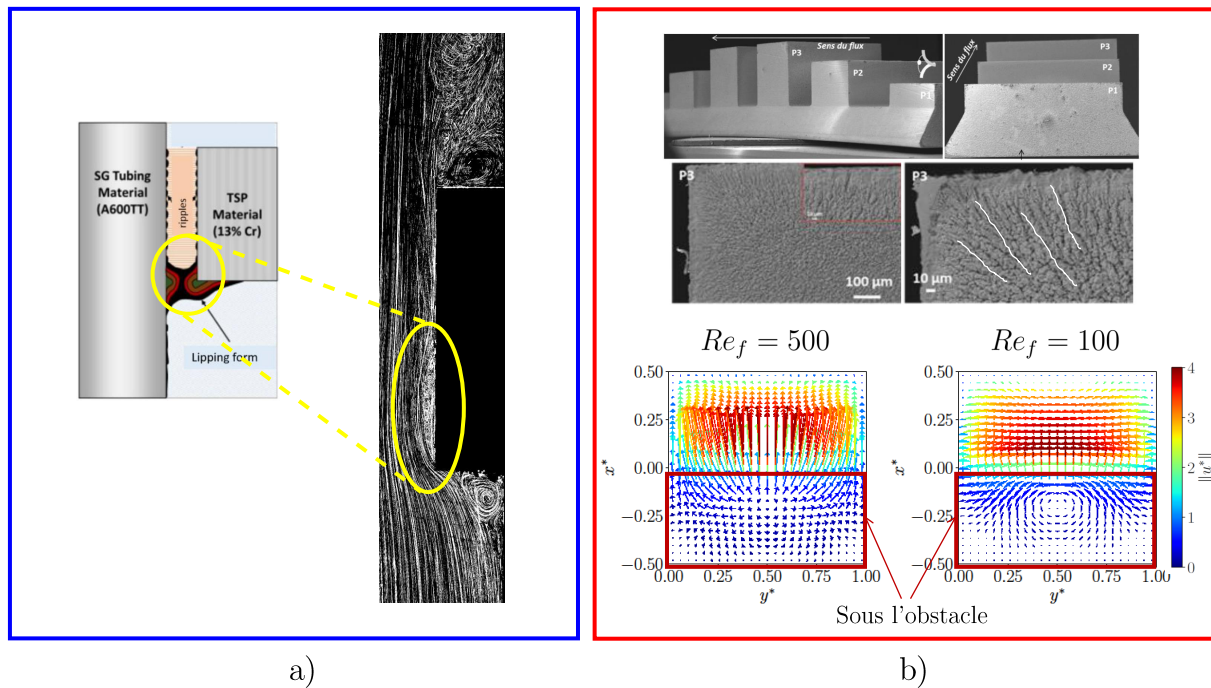 SG Tubing
Material
(A600TT)
ripples
TSP
Material
(13% Cr)
Lipping form
a)
Sens du flux
P3
P2
P1
Sens du flux
P3
P2
P1
P3
100 µm
P3
10 µm
Re_f = 500
Re_f = 100
0.50
0.25
0.00
−0.25
−0.50
x*
0.00 0.25 0.50 0.75 1.00
y*
0.50
0.25
0.00
−0.25
−0.50
x*
0.00 0.25 0.50 0.75 1.00
y*
4
3
2
1
0
||u*||
Sous l'obstacle
b)